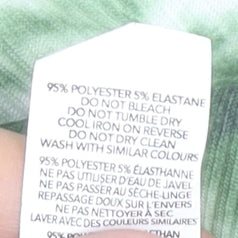 95% POLYESTER 5% ELASTANE
DO NOT BLEACH
DO NOT TUMBLE DRY
COOL IRON ON REVERSE
DO NOT DRY CLEAN
WASH WITH SIMILAR COLOURS
95% POLYESTER 5% ÉLASTHANNE
NE PAS UTILISER D'EAU DE JAVEL
NE PAS PASSER AU SÈCHE-LINGE
REPASSAGE DOUX SUR L'ENVERS
NE PAS NETTOYER À SEC
LAVER AVEC DES COULEURS SIMILAIRES
95%